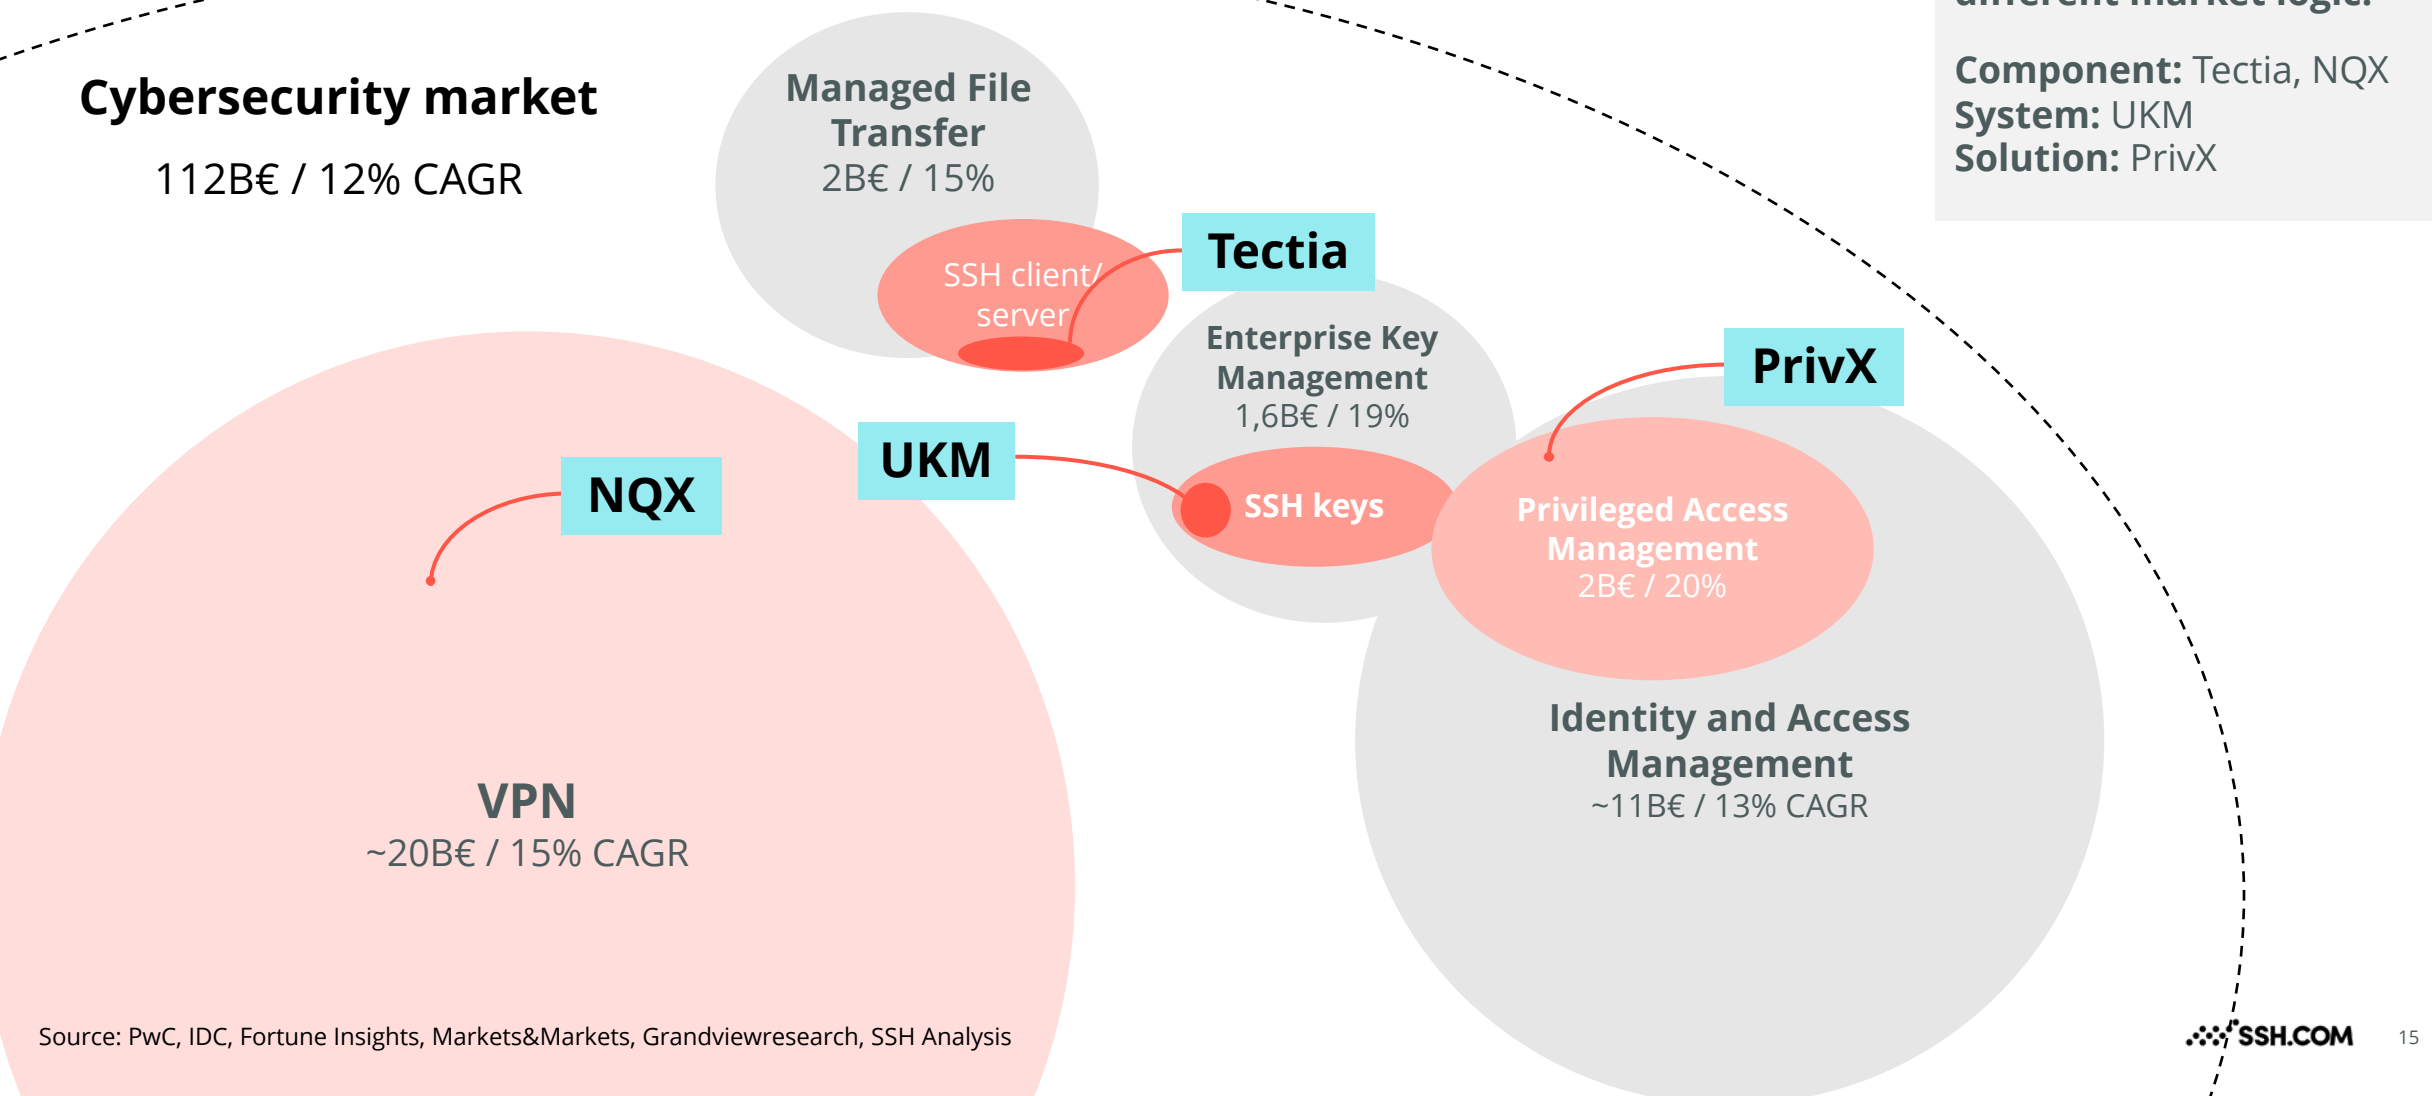 different market logic.
Component: Tectia, NQX
System: UKM
Solution: PrivX
Cybersecurity market
112B€ / 12% CAGR
Managed File
Transfer
2B€ / 15%
SSH client/
server
Tectia
Enterprise Key
Management
1,6B€ / 19%
UKM
SSH keys
PrivX
Privileged Access
Management
2B€ / 20%
NQX
VPN
~20B€ / 15% CAGR
Identity and Access
Management
~11B€ / 13% CAGR
Source: PwC, IDC, Fortune Insights, Markets&Markets, Grandviewresearch, SSH Analysis
SSH.COM
15